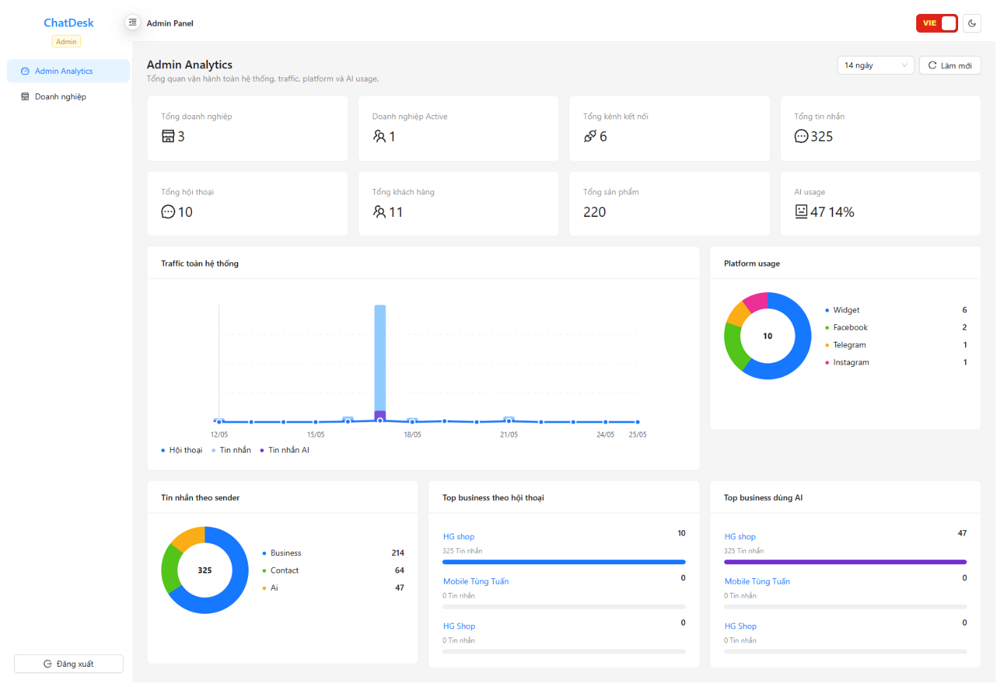 ChatDesk
Admin
Admin Analytics
Doanh nghiệp
Đăng xuất
Admin Panel
VIE
Admin Analytics
Tổng quan vận hành toàn hệ thống, traffic, platform và AI usage.
14 ngày
Làm mới
Tổng doanh nghiệp
3
Doanh nghiệp Active
1
Tổng kênh kết nối
6
Tổng tin nhắn
325
Tổng hội thoại
10
Tổng khách hàng
11
Tổng sản phẩm
220
AI usage
47 14%
Traffic toàn hệ thống
12/05 15/05 18/05 21/05 24/05 25/05
Hội thoại Tin nhắn Tin nhắn AI
Platform usage
10
Widget 6
Facebook 2
Telegram 1
Instagram 1
Tin nhắn theo sender
325
Business 214
Contact 64
Ai 47
Top business theo hội thoại
HG shop 10
325 Tin nhắn
Mobile Tùng Tuấn 0
0 Tin nhắn
HG Shop 0
0 Tin nhắn
Top business dùng AI
HG shop 47
325 Tin nhắn
Mobile Tùng Tuấn 0
0 Tin nhắn
HG Shop 0
0 Tin nhắn